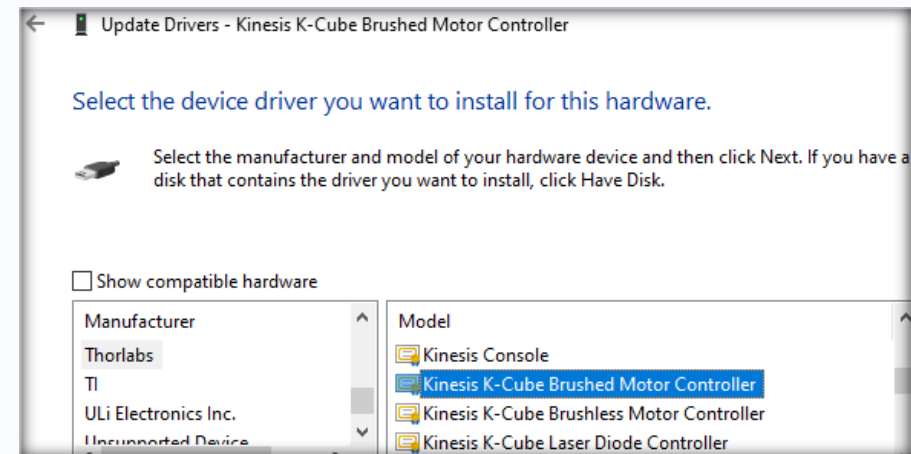 Update Drivers - Kinesis K-Cube Brushed Motor Controller
Select the device driver you want to install for this hardware.
Select the manufacturer and model of your hardware device and then click Next. If you have a
disk that contains the driver you want to install, click Have Disk.
Show compatible hardware
Manufacturer
Thorlabs
TI
ULi Electronics Inc.
Unsupported Device
Model
Kinesis Console
Kinesis K-Cube Brushed Motor Controller
Kinesis K-Cube Brushless Motor Controller
Kinesis K-Cube Laser Diode Controller